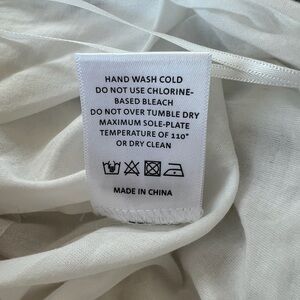 HAND WASH COLD
DO NOT USE CHLORINE-
BASED BLEACH
DO NOT OVER TUMBLE DRY
MAXIMUM SOLE-PLATE
TEMPERATURE OF 110°
OR DRY CLEAN
MADE IN CHINA